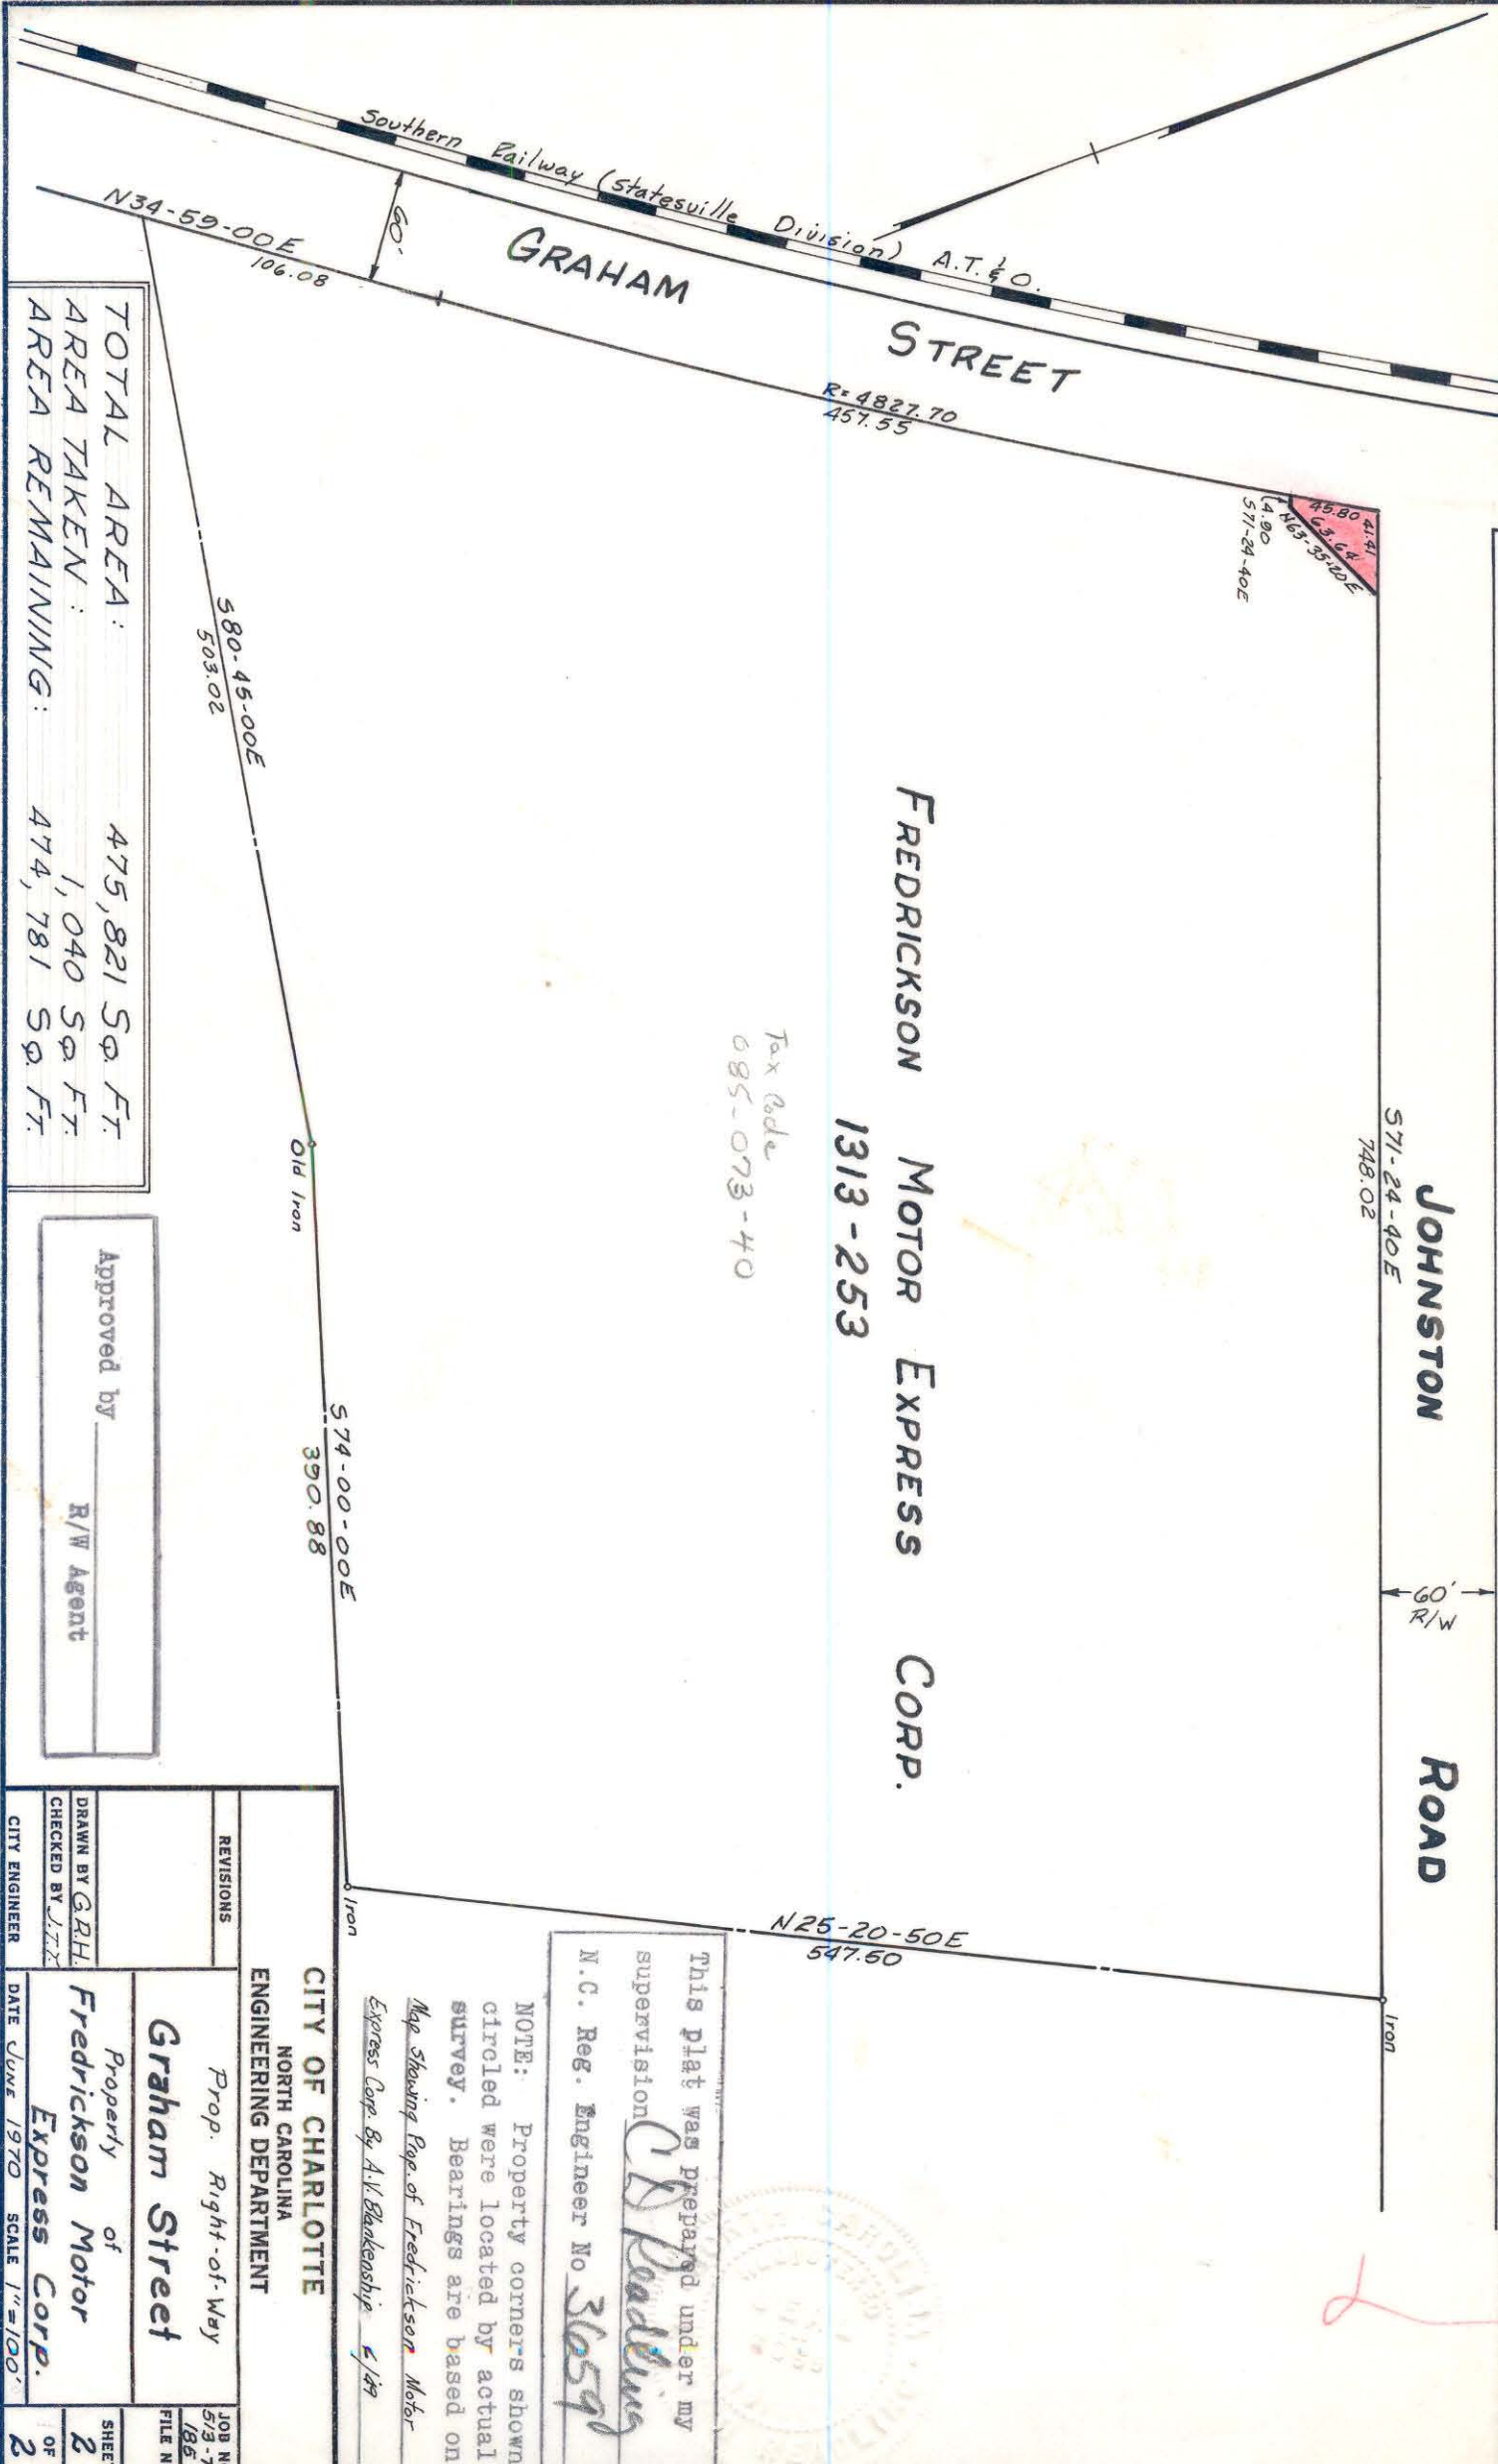 JOHNSTON ROAD
S71-24-40E
748.02
60'
R/W
Iron
Southern Railway (Statesville Division) A.T.&O.
GRAHAM STREET
60'
N34-59-00E
106.08
R=4827.70
457.55
45.80
41.41
63.64
N63-35-20E
4.90
S71-24-40E
FREDRICKSON MOTOR EXPRESS CORP.
1313-253
Tax Code
085-073-40
N25-20-50E
547.50
S80-45-00E
503.02
Old Iron
S74-00-00E
390.88
Iron
TOTAL AREA: 475,821 SQ. FT.
AREA TAKEN: 1,040 SQ. FT.
AREA REMAINING: 474,781 SQ. FT.
Approved by
R/W Agent
This plat was prepared under my
supervision
N.C. Reg. Engineer No
NOTE: Property corners shown
circled were located by actual
survey. Bearings are based on
Map Showing Prop. of Fredrickson Motor
Express Corp. By A.V. Blankenship
CITY OF CHARLOTTE
NORTH CAROLINA
ENGINEERING DEPARTMENT
REVISIONS
Prop. Right-of-Way
Graham Street
Property of
Fredrickson Motor
Express Corp.
DRAWN BY G.R.H.
CHECKED BY
CITY ENGINEER
DATE JUNE 1970 SCALE 1"=100'
JOB N
513-7
186
FILE N
SHEE
2
OF
2